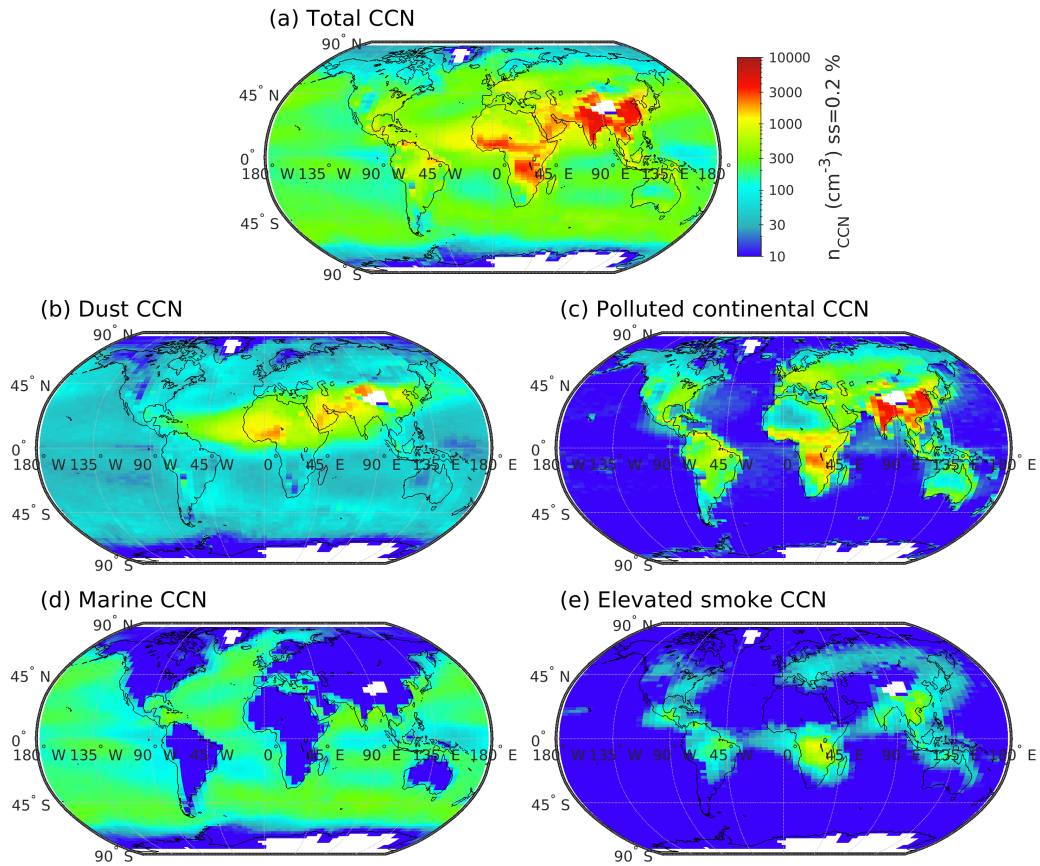 (a) Total CCN
90° N
45° N
0°
180° W 135° W 90° W 45° W 0 45° E 90° E 135° E 180° E
45° S
90° S
10000
3000
1000
300
100
30
10
nCCN (cm-3) ss=0.2 %
(b) Dust CCN
90° N
45° N
0°
180° W 135° W 90° W 45° W 0° 45° E 90° E 135° E 180° E
45° S
90° S
(c) Polluted continental CCN
90° N
45° N
0°
180° W 135° W 90° W 45° W 0° 45° E 90° E 135° E 180° E
45° S
90° S
(d) Marine CCN
90° N
45° N
0°
180° W 135° W 90° W 45° W 0° 45° E 90° E 135° E 180° E
45° S
90° S
(e) Elevated smoke CCN
90° N
45° N
0°
180° W 135° W 90° W 45° W 0° 45° E 90° E 135° E 180° E
45° S
90° S